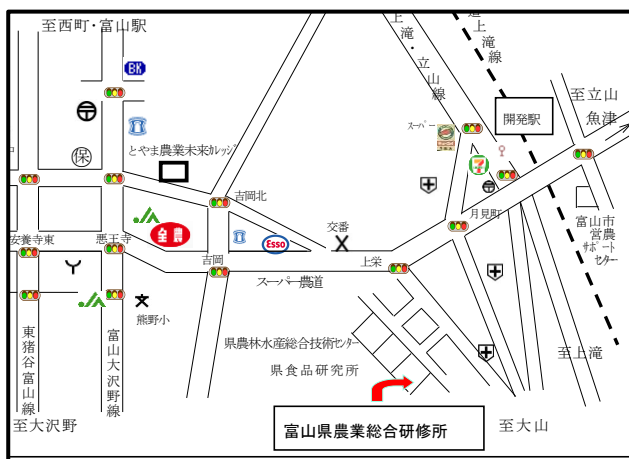 至西町・富山駅
BK
上滝・立山線
道上滝線
至立山
魚津
開発駅
スーパー
7
保
とやま農業未来カレッジ
吉岡北
全農
JA
Esso
交番
月見町
富山市
営農
サポート
センター
安養寺東
悪王寺
吉岡
スーパー農道
上栄
JA
熊野小
県農林水産総合技術センター
県食品研究所
至上滝
東猪谷富山線
富山大沢野線
至大沢野
富山県農業総合研修所
至大山